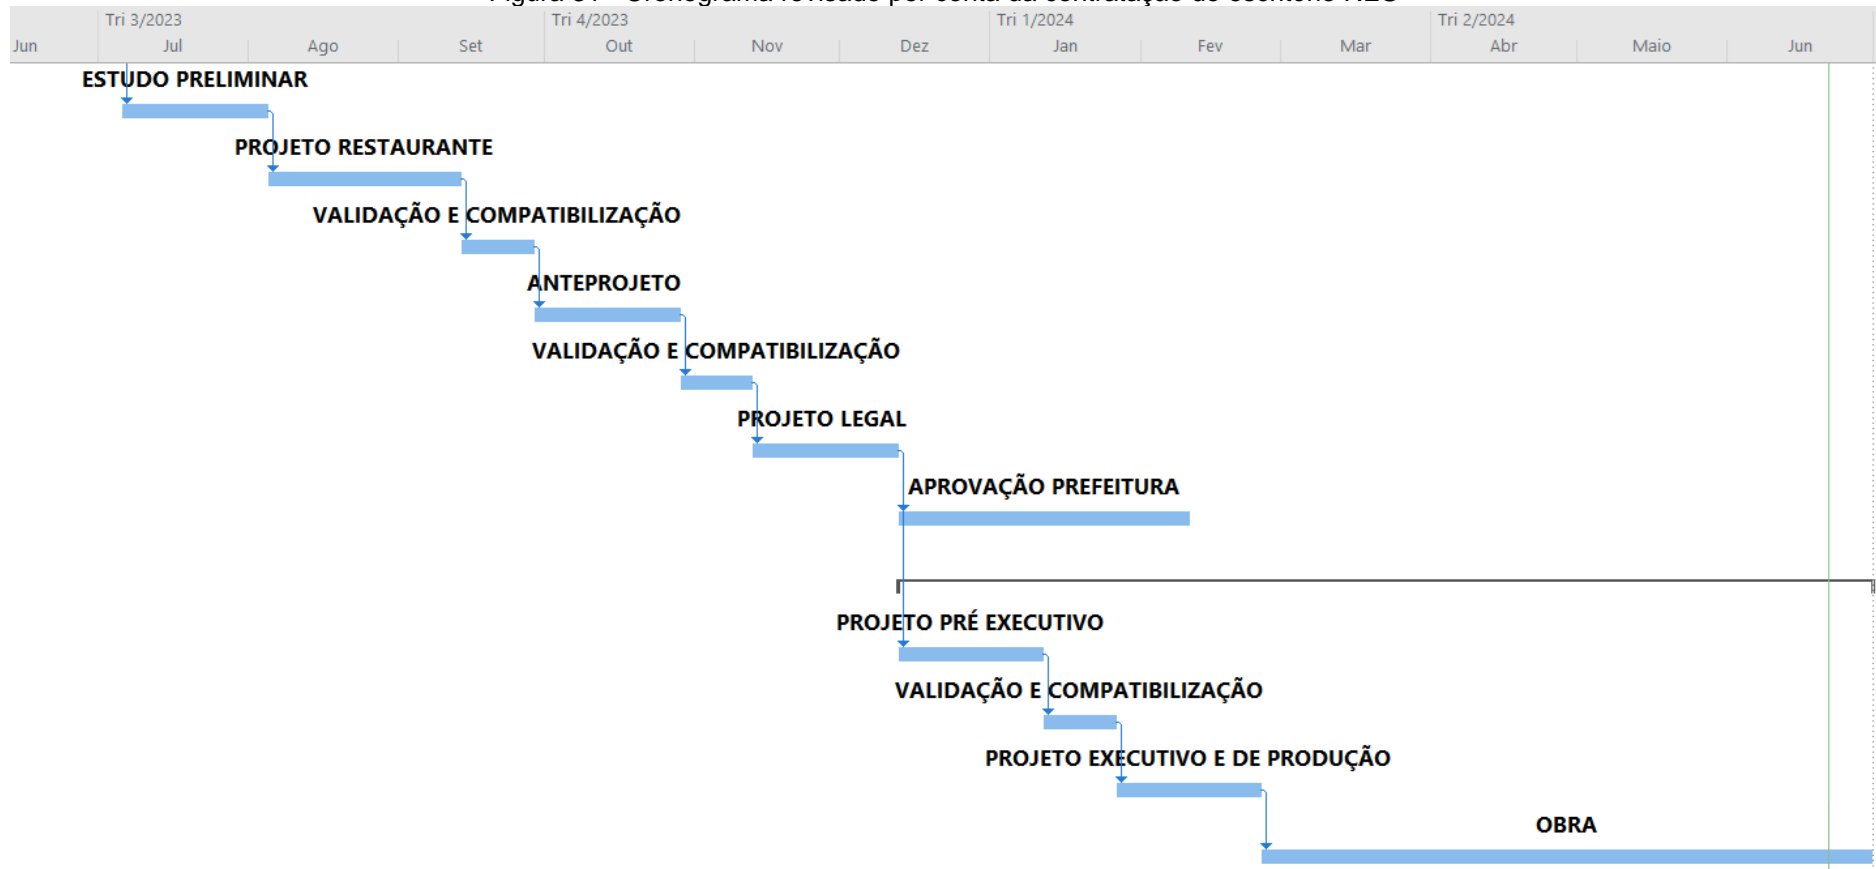 Tri 3/2023 Tri 4/2023 Tri 1/2024 Tri 2/2024
Jun Jul Ago Set Out Nov Dez Jan Fev Mar Abr Maio Jun
ESTUDO PRELIMINAR
PROJETO RESTAURANTE
VALIDAÇÃO E COMPATIBILIZAÇÃO
ANTEPROJETO
VALIDAÇÃO E COMPATIBILIZAÇÃO
PROJETO LEGAL
APROVAÇÃO PREFEITURA
PROJETO PRÉ EXECUTIVO
VALIDAÇÃO E COMPATIBILIZAÇÃO
PROJETO EXECUTIVO E DE PRODUÇÃO
OBRA